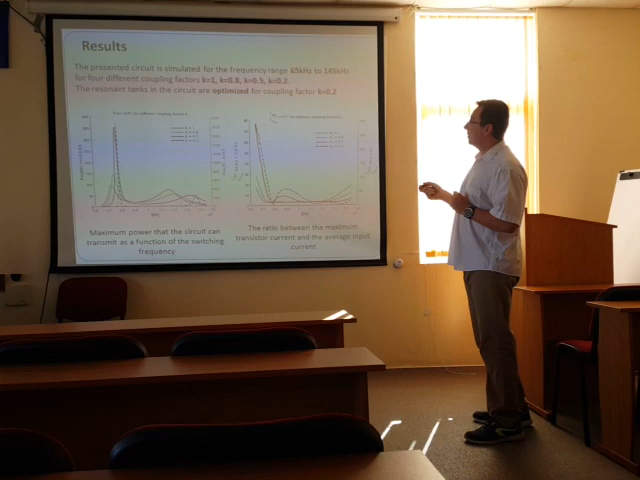 Results
The presented circuit is simulated for the frequency range 65kHz to 145kHz
for four different coupling factors k=1, k=0.8, k=0.5, k=0.2.
The resonant tanks in the circuit are optimized for coupling factor k=0.2
Maximum power that the circuit can
transmit as a function of the switching
frequency
The ratio between the maximum
transistor current and the average input
current